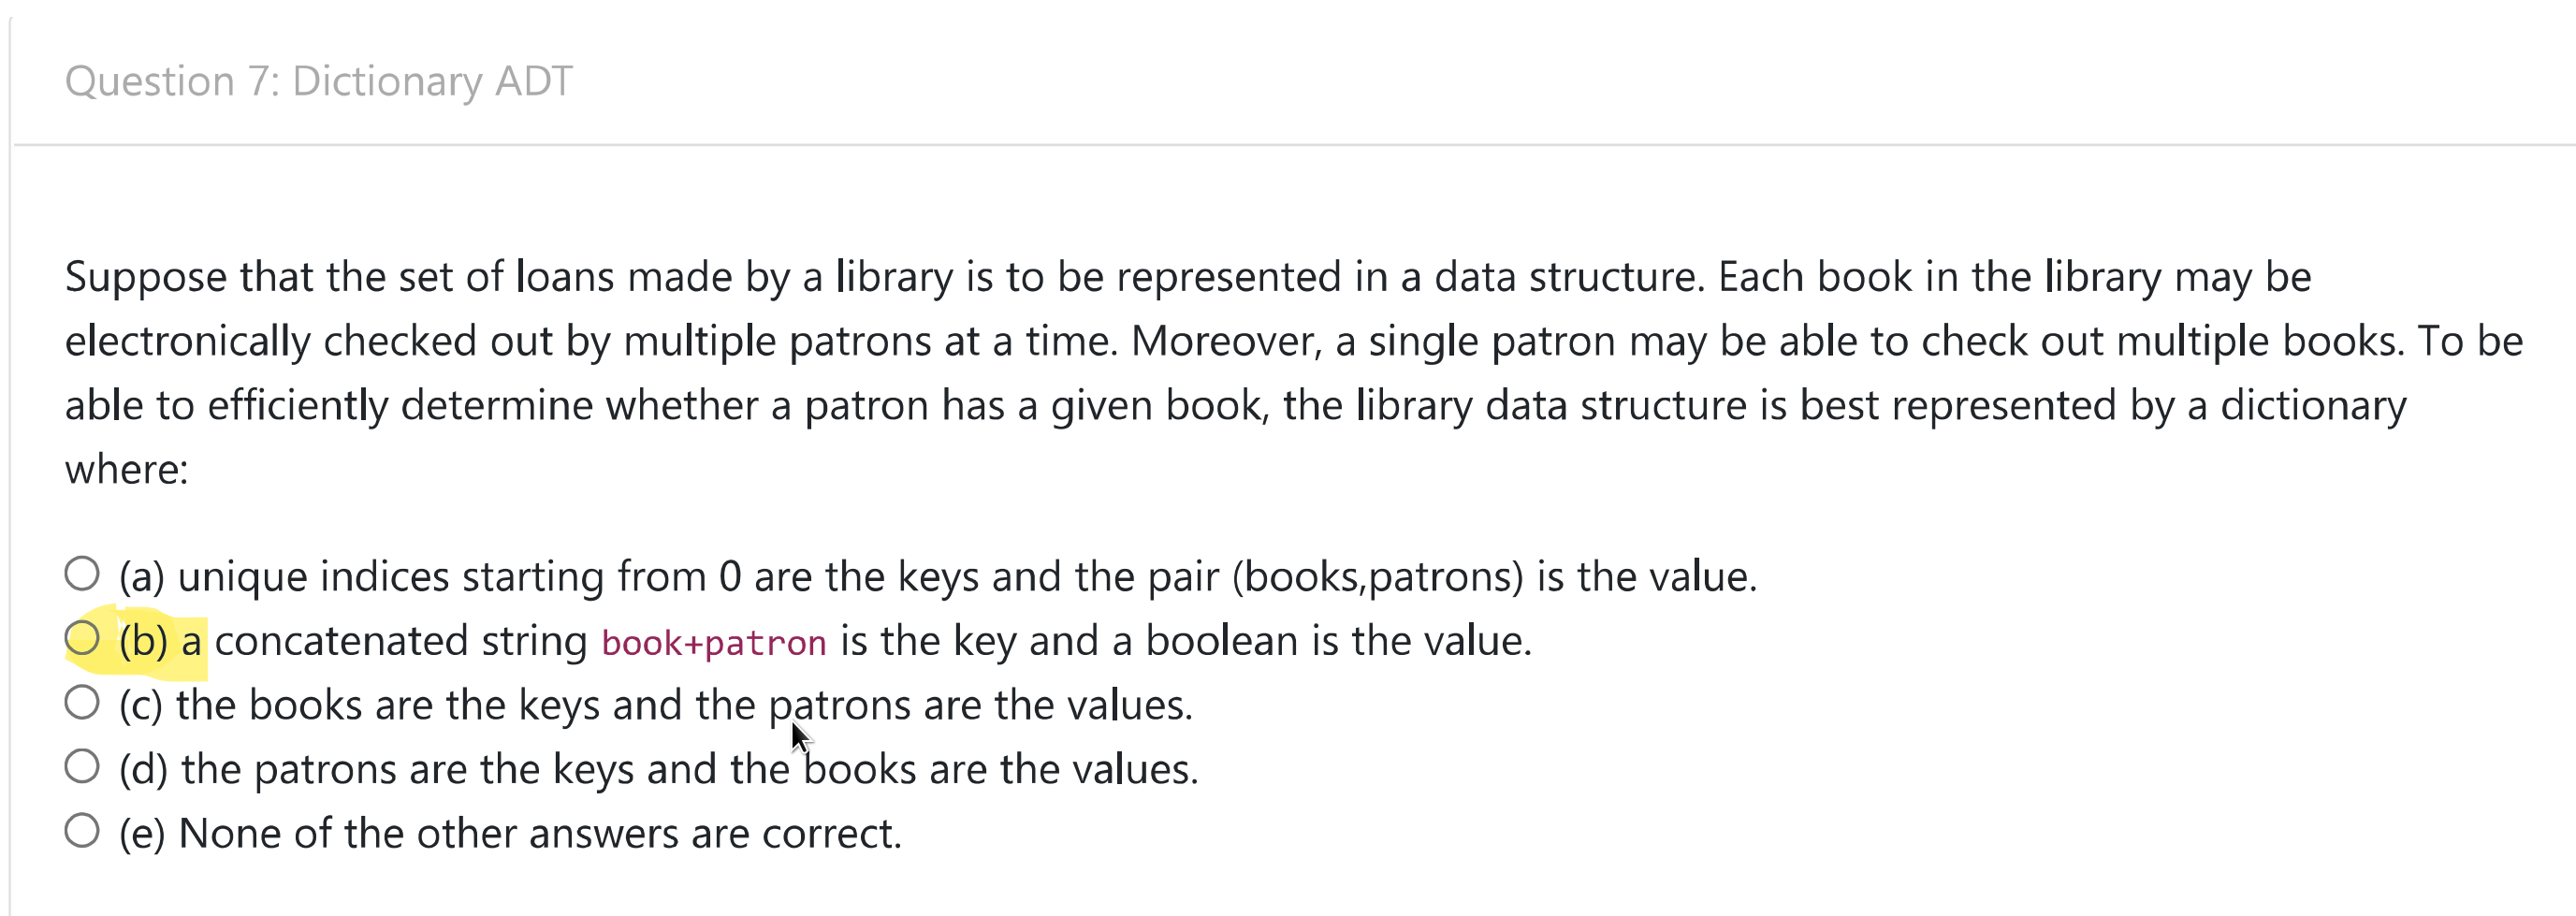 Question 7: Dictionary ADT
Suppose that the set of loans made by a library is to be represented in a data structure. Each book in the library may be
electronically checked out by multiple patrons at a time. Moreover, a single patron may be able to check out multiple books. To be
able to efficiently determine whether a patron has a given book, the library data structure is best represented by a dictionary
where:
(a) unique indices starting from 0 are the keys and the pair (books,patrons) is the value.
(b) a concatenated string book+patron is the key and a boolean is the value.
(c) the books are the keys and the patrons are the values.
(d) the patrons are the keys and the books are the values.
(e) None of the other answers are correct.